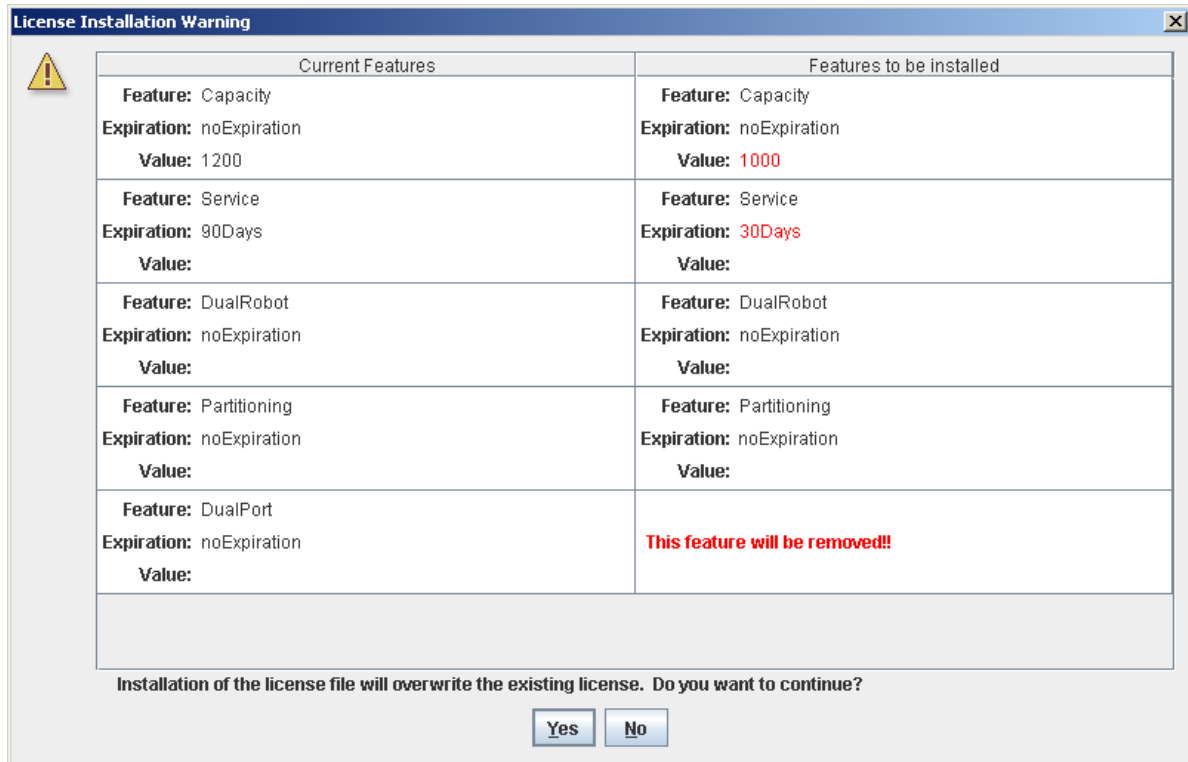 License Installation Warning
Current Features
Features to be installed
Feature: Capacity
Expiration: noExpiration
Value: 1200
Feature: Capacity
Expiration: noExpiration
Value: 1000
Feature: Service
Expiration: 90Days
Value:
Feature: Service
Expiration: 30Days
Value:
Feature: DualRobot
Expiration: noExpiration
Value:
Feature: DualRobot
Expiration: noExpiration
Value:
Feature: Partitioning
Expiration: noExpiration
Value:
Feature: Partitioning
Expiration: noExpiration
Value:
Feature: DualPort
Expiration: noExpiration
Value:
This feature will be removed!!
Installation of the license file will overwrite the existing license. Do you want to continue?
Yes
No